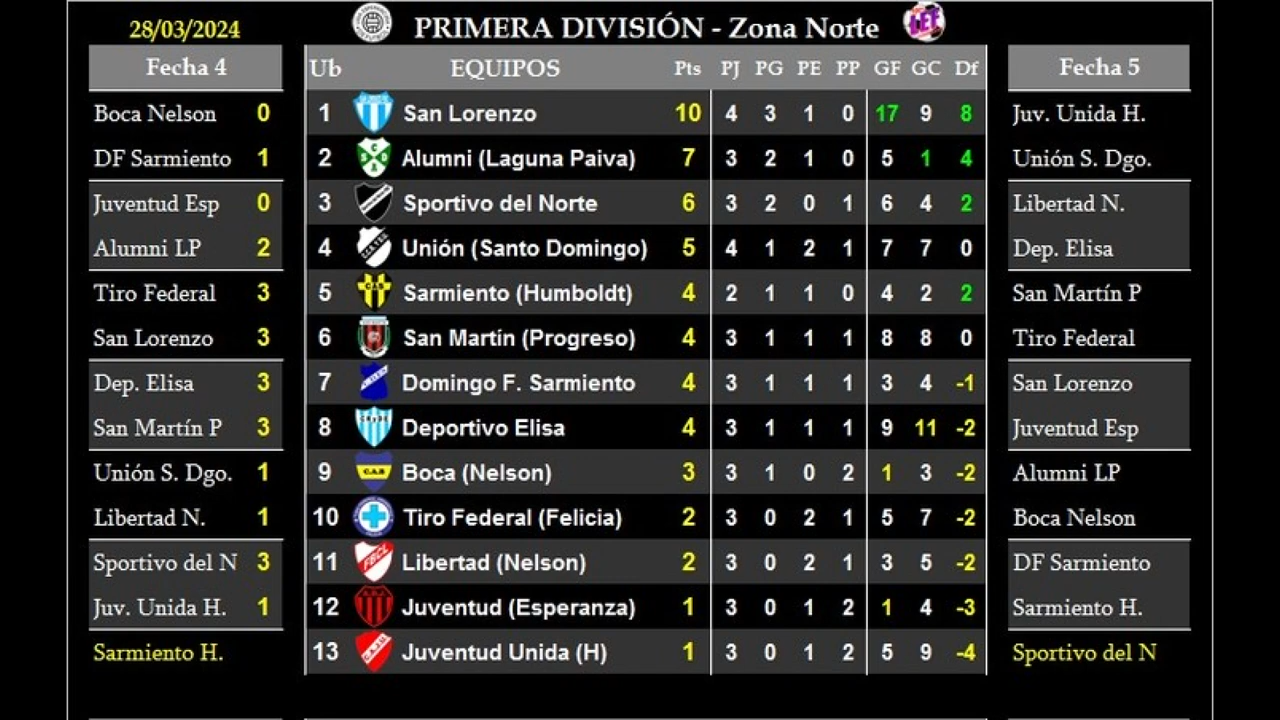 28/03/2024
PRIMERA DIVISIÓN - Zona Norte
LEF
Fecha 4
Boca Nelson 0
DF Sarmiento 1
Juventud Esp 0
Alumni LP 2
Tiro Federal 3
San Lorenzo 3
Dep. Elisa 3
San Martín P 3
Unión S. Dgo. 1
Libertad N. 1
Sportivo del N 3
Juv. Unida H. 1
Sarmiento H.
Ub EQUIPOS Pts PJ PG PE PP GF GC Df
1 San Lorenzo 10 4 3 1 0 17 9 8
2 Alumni (Laguna Paiva) 7 3 2 1 0 5 1 4
3 Sportivo del Norte 6 3 2 0 1 6 4 2
4 Unión (Santo Domingo) 5 4 1 2 1 7 7 0
5 Sarmiento (Humboldt) 4 2 1 1 0 4 2 2
6 San Martín (Progreso) 4 3 1 1 1 8 8 0
7 Domingo F. Sarmiento 4 3 1 1 1 3 4 -1
8 Deportivo Elisa 4 3 1 1 1 9 11 -2
9 Boca (Nelson) 3 3 1 0 2 1 3 -2
10 Tiro Federal (Felicia) 2 3 0 2 1 5 7 -2
11 Libertad (Nelson) 2 3 0 2 1 3 5 -2
12 Juventud (Esperanza) 1 3 0 1 2 1 4 -3
13 Juventud Unida (H) 1 3 0 1 2 5 9 -4
Fecha 5
Juv. Unida H.
Unión S. Dgo.
Libertad N.
Dep. Elisa
San Martín P
Tiro Federal
San Lorenzo
Juventud Esp
Alumni LP
Boca Nelson
DF Sarmiento
Sarmiento H.
Sportivo del N